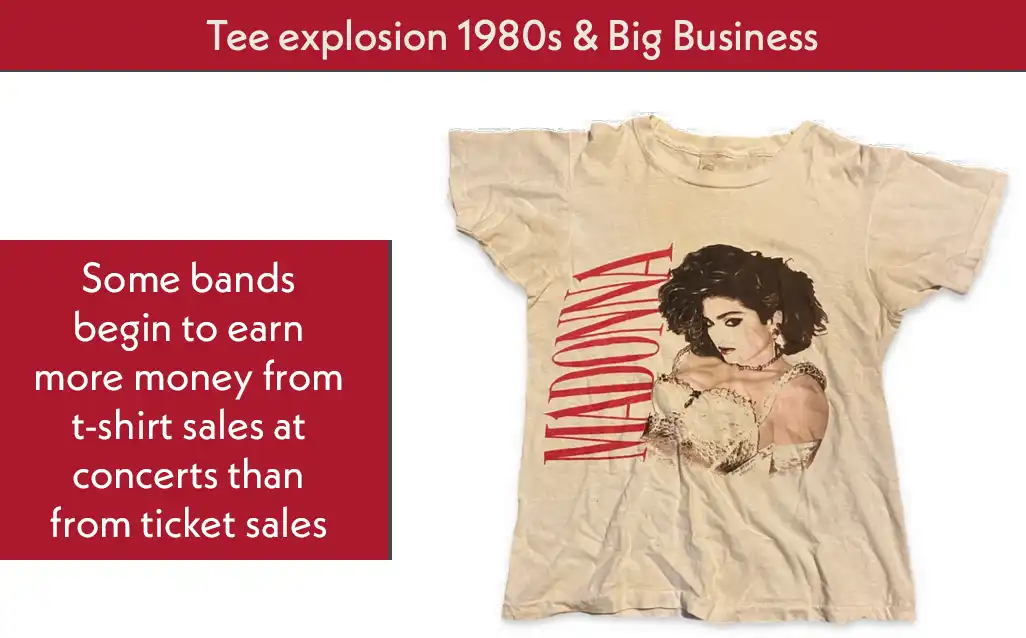 Tee explosion 1980s & Big Business
Some bands
begin to earn
more money from
t-shirt sales at
concerts than
from ticket sales
MADONNA